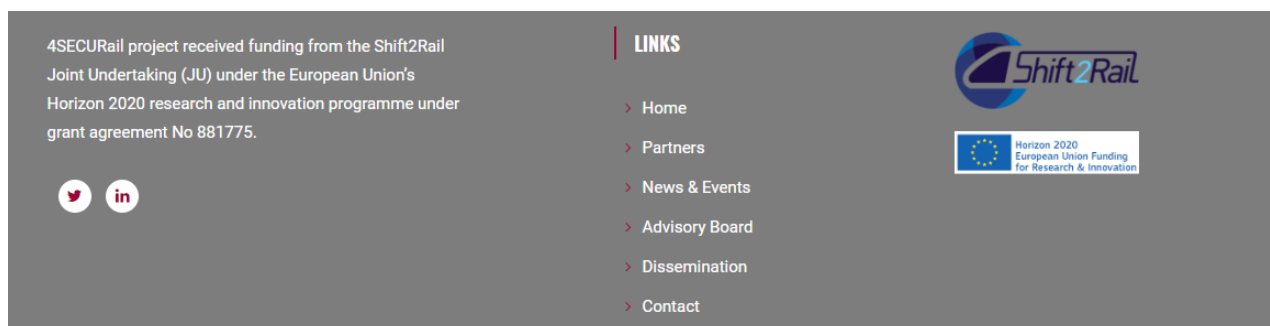 4SECURail project received funding from the Shift2Rail
Joint Undertaking (JU) under the European Union's
Horizon 2020 research and innovation programme under
grant agreement No 881775.
in
LINKS
Home
Partners
News & Events
Advisory Board
Dissemination
Contact
Shift2Rail
Horizon 2020
European Union Funding
for Research & Innovation